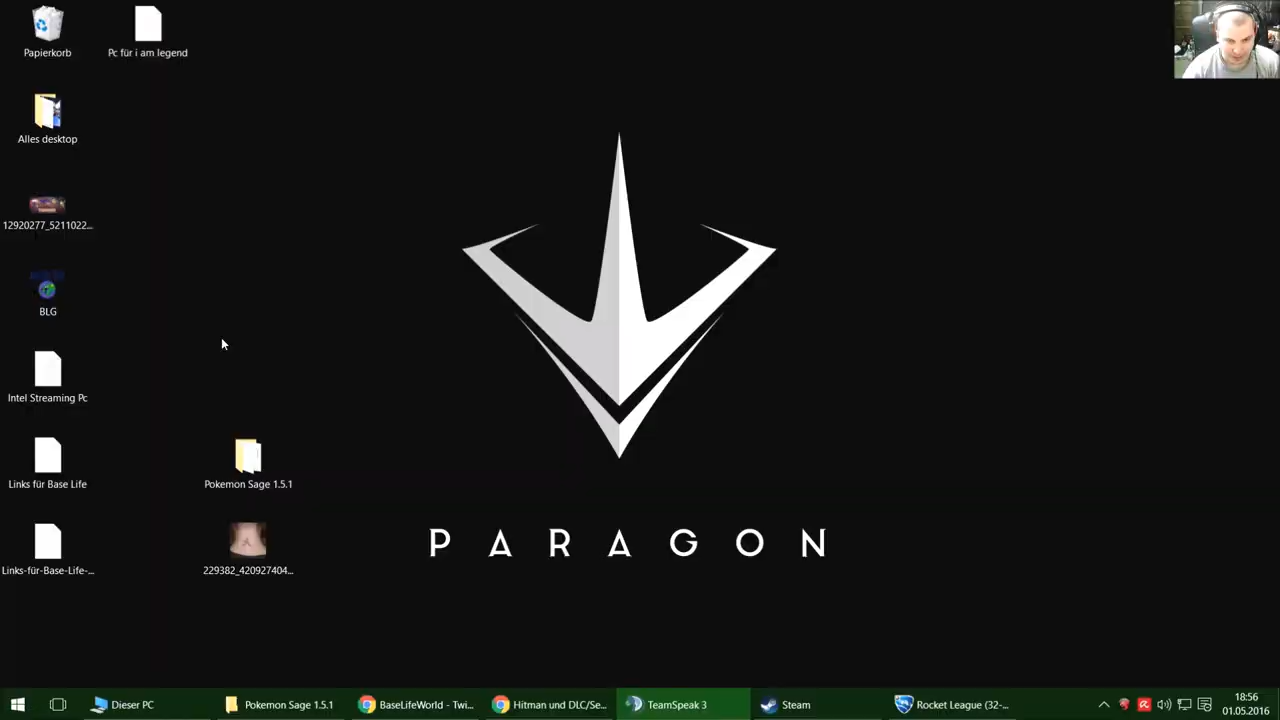 Papierkorb
Pc für i am legend
Alles desktop
12920277_5211022...
BLG
Intel Streaming Pc
Links für Base Life
Pokemon Sage 1.5.1
Links-für-Base-Life-...
229382_420927404...
PARAGON
Dieser PC
Pokemon Sage 1.5.1
BaseLifeWorld - Twi...
Hitman und DLC/Se...
TeamSpeak 3
Steam
Rocket League (32-...
18:56
01.05.2016